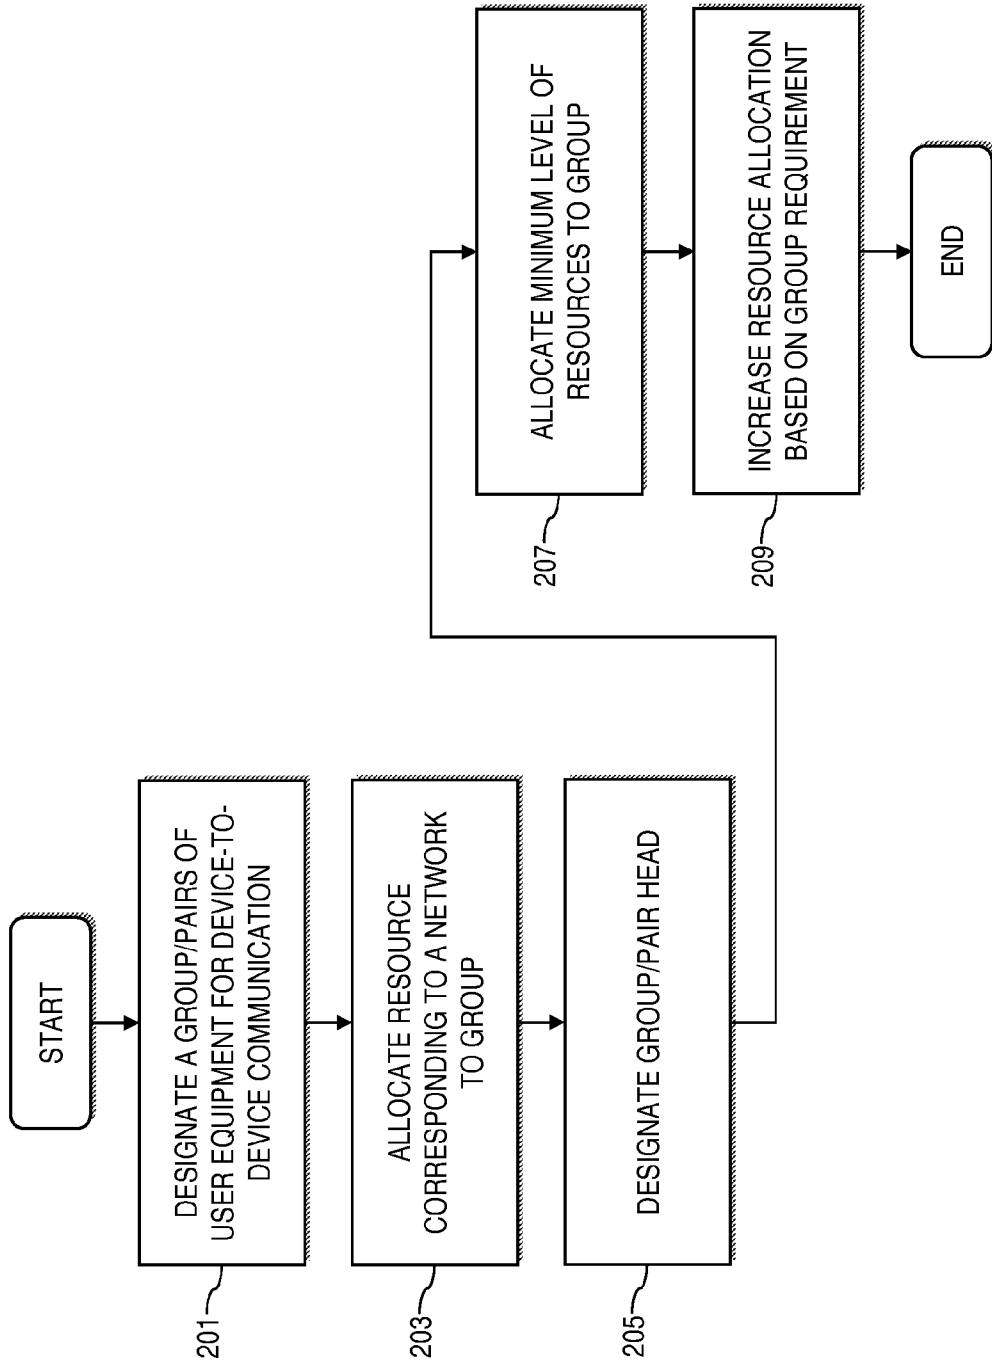 START
DESIGNATE A GROUP/PAIRS OF
USER EQUIPMENT FOR DEVICE-TO-
DEVICE COMMUNICATION
201
ALLOCATE RESOURCE
CORRESPONDING TO A NETWORK
TO GROUP
203
DESIGNATE GROUP/PAIR HEAD
205
ALLOCATE MINIMUM LEVEL OF
RESOURCES TO GROUP
207
INCREASE RESOURCE ALLOCATION
BASED ON GROUP REQUIREMENT
209
END